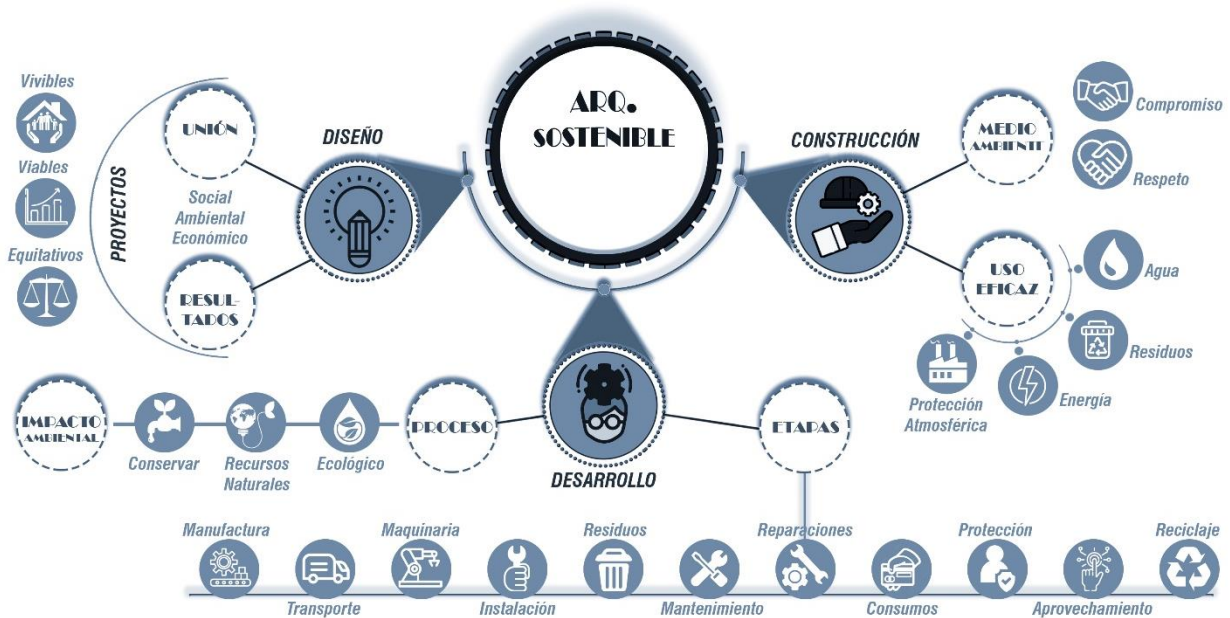 ARQ.
SOSTENIBLE
DISEÑO
UNIÓN
Social
Ambiental
Económico
RESUL-
TADOS
PROYECTOS
Vivibles
Viables
Equitativos
CONSTRUCCIÓN
MEDIO
AMBIENTE
Compromiso
Respeto
USO
EFICAZ
Agua
Residuos
Energía
Protección
Atmosférica
DESARROLLO
PROCESO
Ecológico
Recursos
Naturales
Conservar
IMPACTO
AMBIENTAL
ETAPAS
Manufactura
Transporte
Maquinaria
Instalación
Residuos
Mantenimiento
Reparaciones
Consumos
Protección
Aprovechamiento
Reciclaje